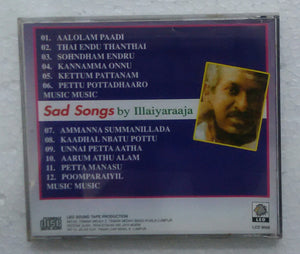 01. AALOLAM PAADI
02. THAI ENDU THANTHAI
03. SOHNDHAM ENDRU
04. KANNAMMA ONNU
05. KETTUM PATTANAM
06. PETTU POTTADHAARO
MUSIC MUSIC
Sad Songs by Illaiyaraaja
07. AMMANNA SUMMANILLADA
08. KAADHAL NBATU POTTU
09. UNNAI PETTA AATHA
10. AARUM ATHU ALAM
11. PETTA MANASU
12. POOMPARAIYIL
MUSIC MUSIC
LEO SOUND TAPE PRODUCTION
LEO